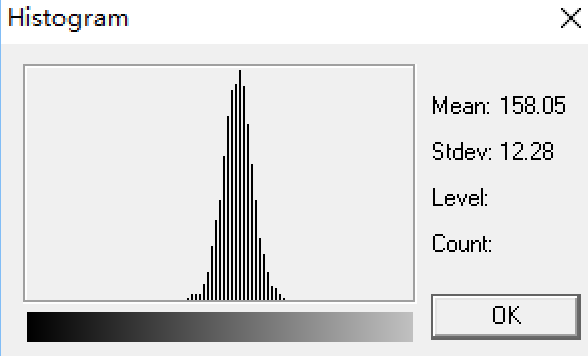 Histogram
Mean: 158.05
Stdev: 12.28
Level:
Count:
OK